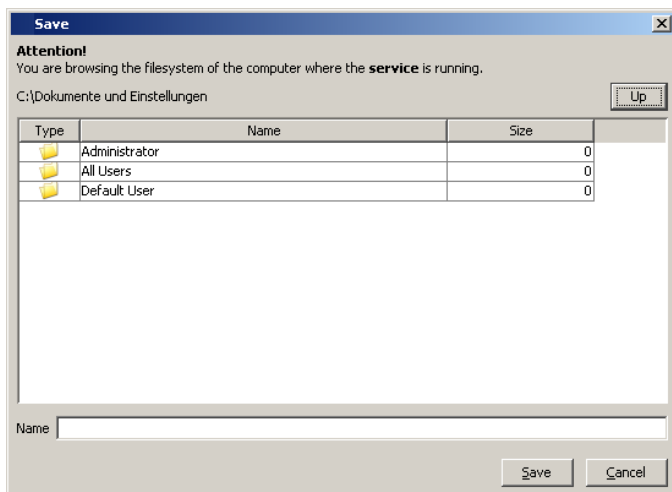 Save
Attention!
You are browsing the filesystem of the computer where the service is running.
C:\Dokumente und Einstellungen
Up
Type Name Size
Administrator 0
All Users 0
Default User 0
Name
Save Cancel